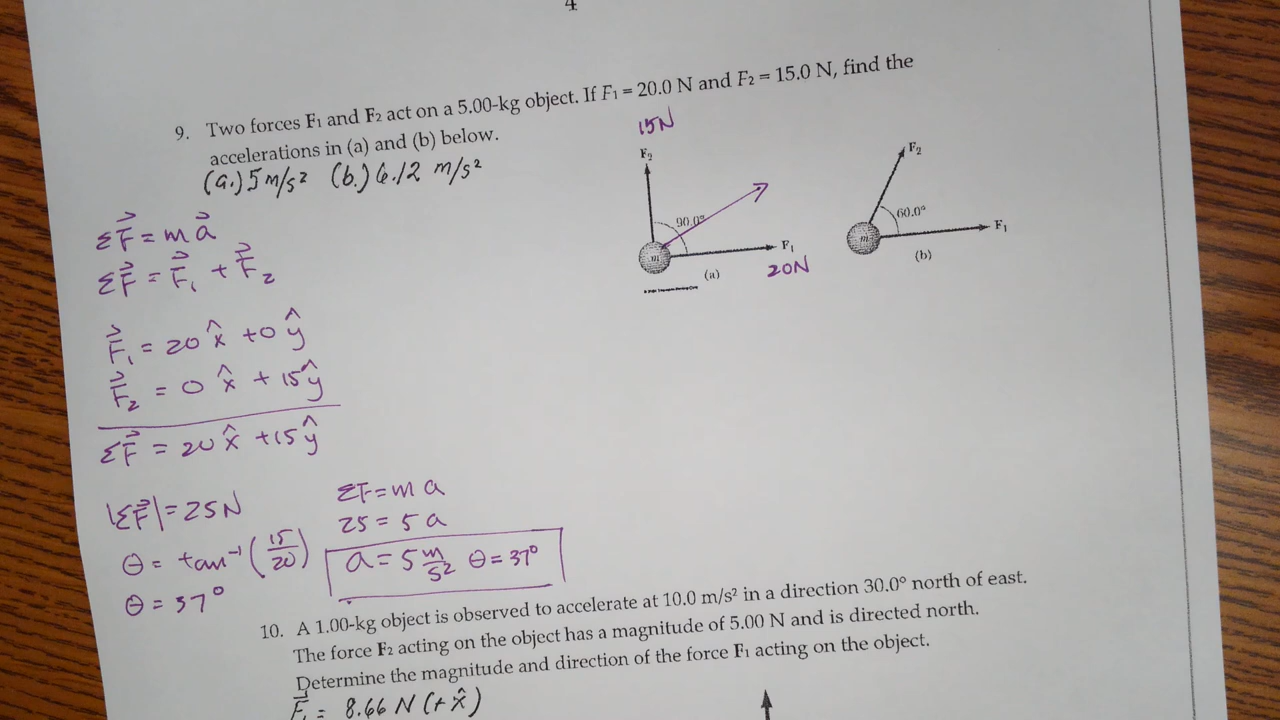 4
9. Two forces F₁ and F₂ act on a 5.00-kg object. If F₁ = 20.0 N and F₂ = 15.0 N, find the
accelerations in (a) and (b) below.
(a.) 5 m/s² (b.) 6.12 m/s²
15N
F₂
90.0°
m
F₁
20N
(a)
F₂
60.0°
m
F₁
(b)
ΣF⃗ = ma⃗
ΣF⃗ = F⃗₁ + F⃗₂
F⃗₁ = 20 x̂ + 0 ŷ
F⃗₂ = 0 x̂ + 15 ŷ
ΣF⃗ = 20 x̂ + 15 ŷ
|ΣF⃗| = 25N
θ = tan⁻¹ (15/20)
θ = 37°
ΣF = ma
25 = 5a
a = 5 m/s² θ = 37°
10. A 1.00-kg object is observed to accelerate at 10.0 m/s² in a direction 30.0° north of east.
The force F₂ acting on the object has a magnitude of 5.00 N and is directed north.
Determine the magnitude and direction of the force F₁ acting on the object.
F⃗₁ = 8.66 N (+x̂)